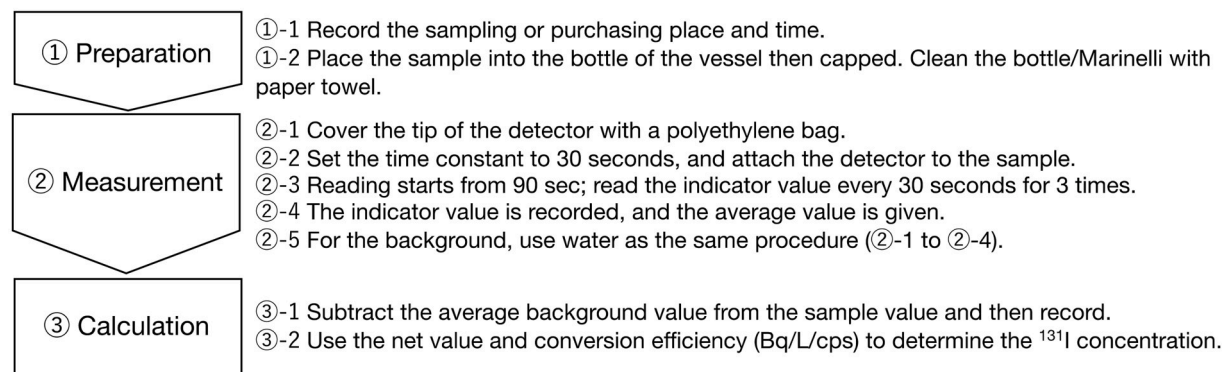 ① Preparation
①-1 Record the sampling or purchasing place and time.
①-2 Place the sample into the bottle of the vessel then capped. Clean the bottle/Marinelli with
paper towel.
② Measurement
②-1 Cover the tip of the detector with a polyethylene bag.
②-2 Set the time constant to 30 seconds, and attach the detector to the sample.
②-3 Reading starts from 90 sec; read the indicator value every 30 seconds for 3 times.
②-4 The indicator value is recorded, and the average value is given.
②-5 For the background, use water as the same procedure (②-1 to ②-4).
③ Calculation
③-1 Subtract the average background value from the sample value and then record.
③-2 Use the net value and conversion efficiency (Bq/L/cps) to determine the ¹³¹I concentration.